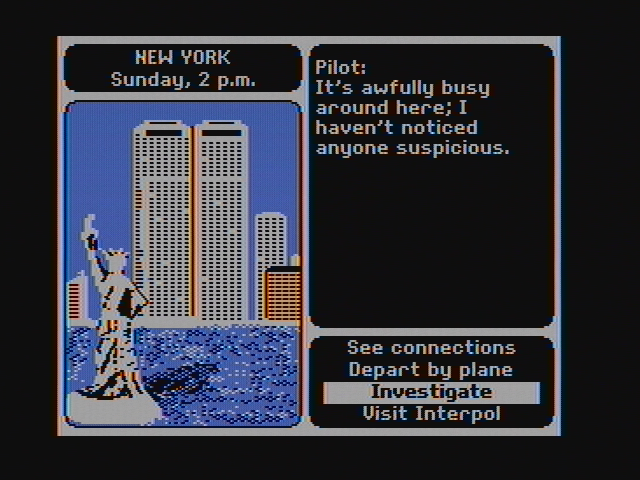 NEW YORK
Sunday, 2 p.m.
Pilot:
It's awfully busy
around here; I
haven't noticed
anyone suspicious.
See connections
Depart by plane
Investigate
Visit Interpol